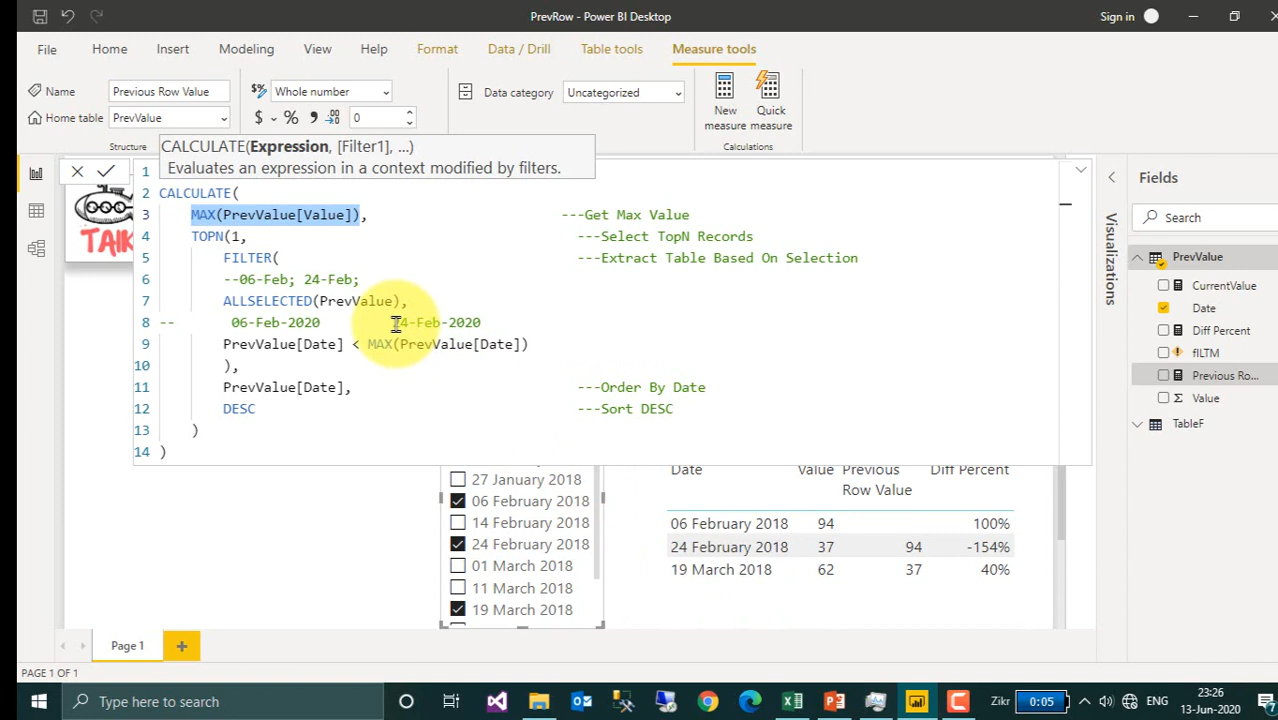 PrevRow - Power BI Desktop
Sign in
File Home Insert Modeling View Help Format Data / Drill Table tools Measure tools
Name Previous Row Value Whole number Data category Uncategorized
Home table PrevValue $ % 0
New measure
Quick measure
Structure Calculations
CALCULATE(Expression, [Filter1], ...)
Evaluates an expression in a context modified by filters.
1
2 CALCULATE(
3 MAX(PrevValue[Value]), ---Get Max Value
4 TOPN(1, ---Select TopN Records
5 FILTER( ---Extract Table Based On Selection
6 --06-Feb; 24-Feb;
7 ALLSELECTED(PrevValue),
8 -- 06-Feb-2020 24-Feb-2020
9 PrevValue[Date] < MAX(PrevValue[Date])
10 ),
11 PrevValue[Date], ---Order By Date
12 DESC ---Sort DESC
13 )
14 )
TAIK
27 January 2018
06 February 2018
14 February 2018
24 February 2018
01 March 2018
11 March 2018
19 March 2018
Date Value Previous Row Value Diff Percent
06 February 2018 94 100%
24 February 2018 37 94 -154%
19 March 2018 62 37 40%
Visualizations
Fields
Search
PrevValue
CurrentValue
Date
Diff Percent
fILTM
Previous Ro...
Value
TableF
Page 1
PAGE 1 OF 1
Type here to search
Zikr 0:05 ENG
23:26
13-Jun-2020
7